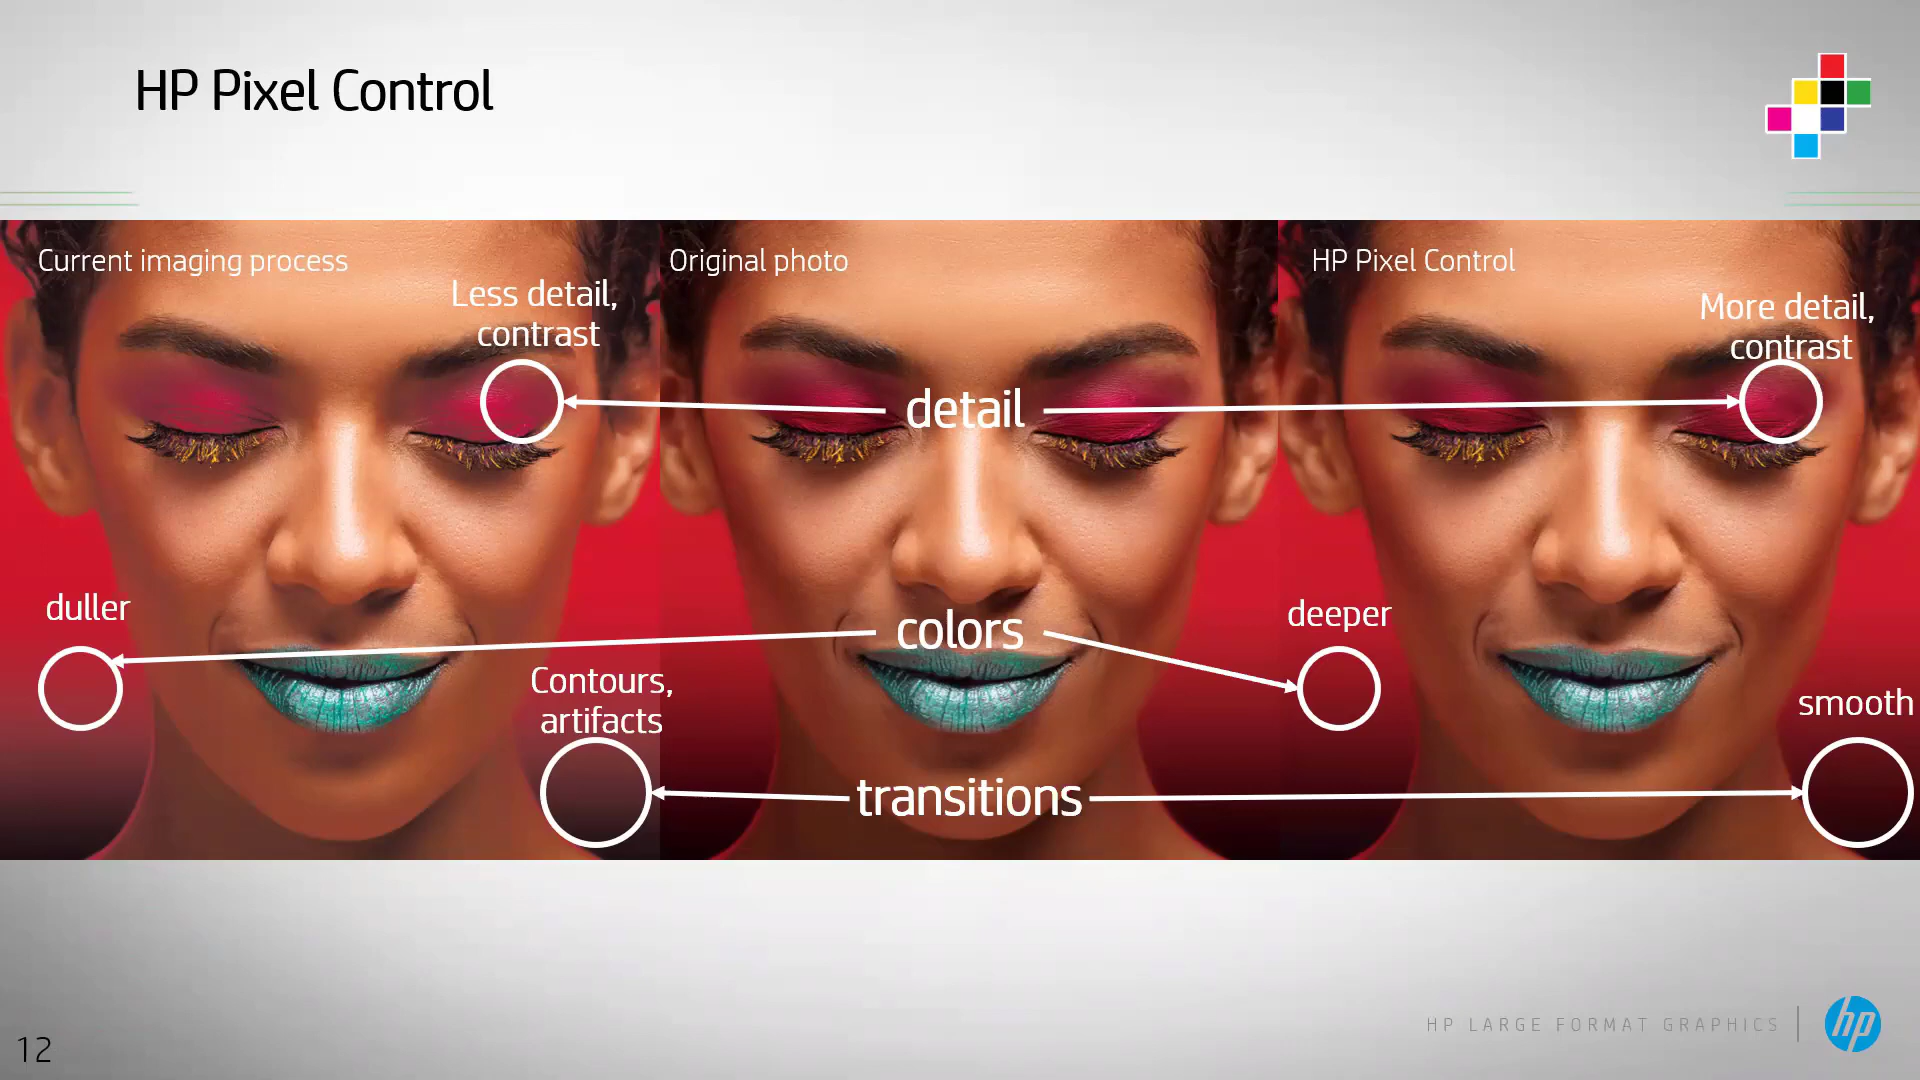 HP Pixel Control
Current imaging process
Original photo
HP Pixel Control
Less detail,
contrast
More detail,
contrast
detail
duller
colors
deeper
Contours,
artifacts
smooth
transitions
HP LARGE FORMAT GRAPHICS
hp
12